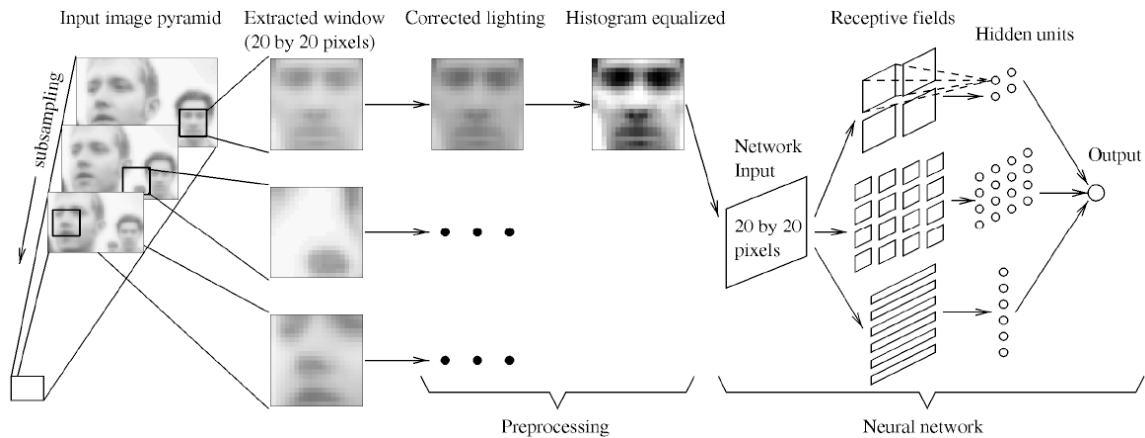 Input image pyramid
Extracted window
(20 by 20 pixels)
Corrected lighting
Histogram equalized
Receptive fields
Hidden units
subsampling
Network
Input
Output
20 by 20
pixels
Preprocessing
Neural network